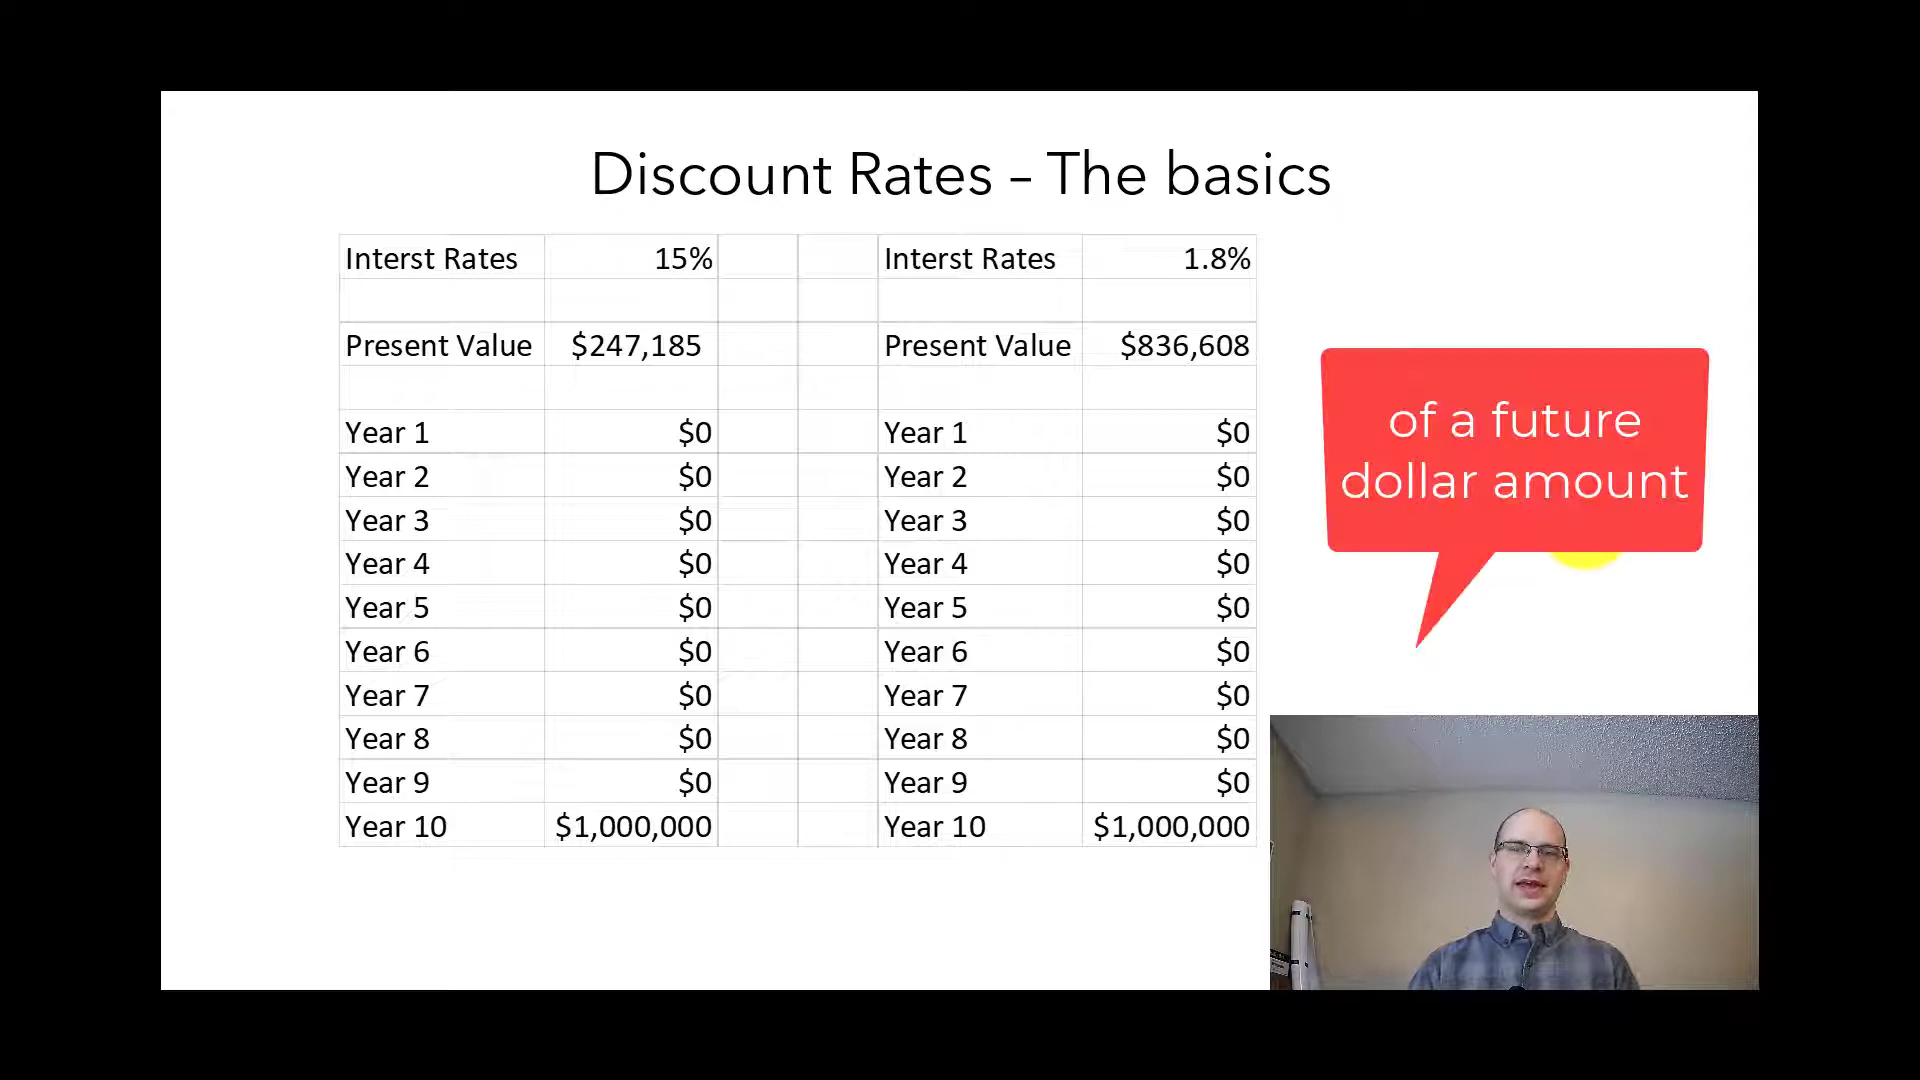 Discount Rates – The basics
Interst Rates 15% Interst Rates 1.8%
Present Value $247,185 Present Value $836,608
Year 1 $0 Year 1 $0
Year 2 $0 Year 2 $0
Year 3 $0 Year 3 $0
Year 4 $0 Year 4 $0
Year 5 $0 Year 5 $0
Year 6 $0 Year 6 $0
Year 7 $0 Year 7 $0
Year 8 $0 Year 8 $0
Year 9 $0 Year 9 $0
Year 10 $1,000,000 Year 10 $1,000,000
of a future
dollar amount